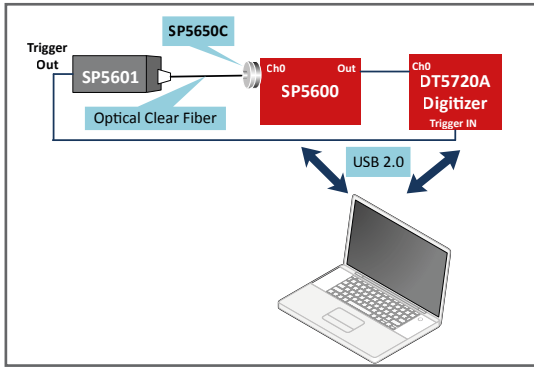 Trigger
Out
SP5601
Optical Clear Fiber
SP5650C
Ch0
Out
SP5600
Ch0
DT5720A
Digitizer
Trigger IN
USB 2.0